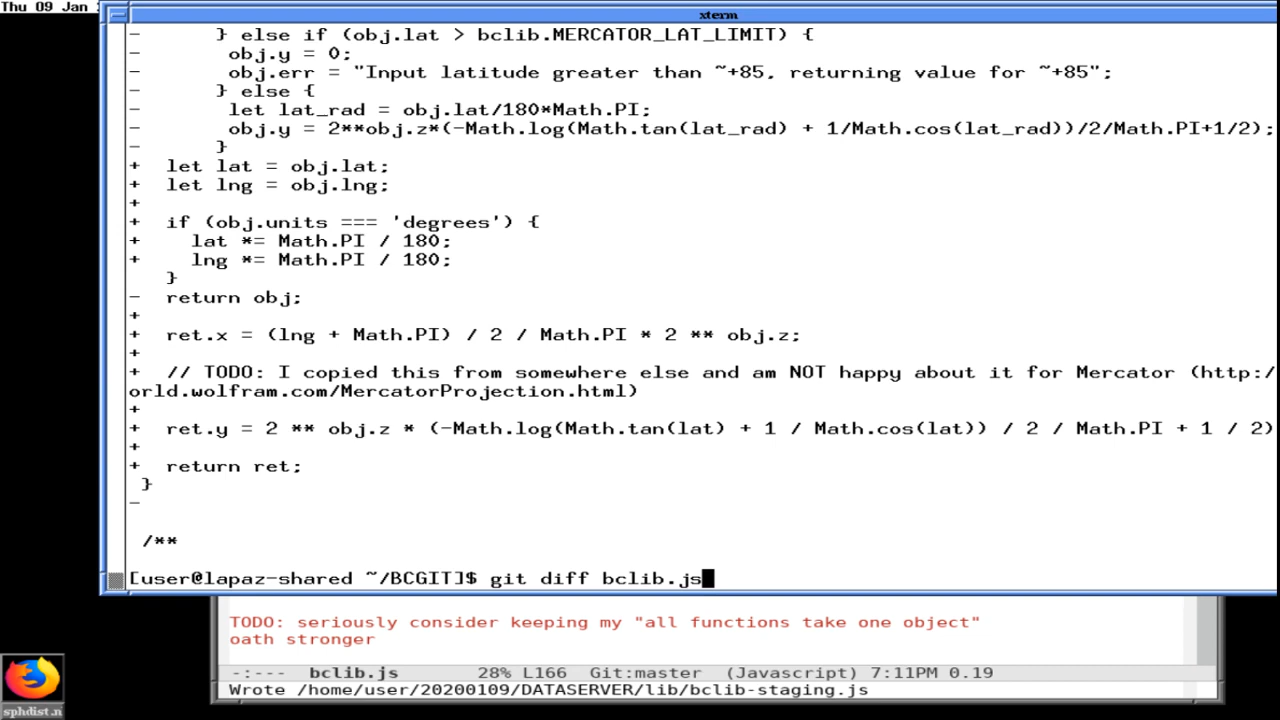 Thu 09 Jan
xterm
-       } else if (obj.lat > bclib.MERCATOR_LAT_LIMIT) {
-        obj.y = 0;
-        obj.err = "Input latitude greater than ~+85, returning value for ~+85";
-       } else {
-        let lat_rad = obj.lat/180*Math.PI;
-        obj.y = 2**obj.z*(-Math.log(Math.tan(lat_rad) + 1/Math.cos(lat_rad))/2/Math.PI+1/2);
-       }
+   let lat = obj.lat;
+   let lng = obj.lng;
+
+   if (obj.units === 'degrees') {
+     lat *= Math.PI / 180;
+     lng *= Math.PI / 180;
    }
-   return obj;
+
+   ret.x = (lng + Math.PI) / 2 / Math.PI * 2 ** obj.z;
+
+   // TODO: I copied this from somewhere else and am NOT happy about it for Mercator (http:/
orld.wolfram.com/MercatorProjection.html)
+
+   ret.y = 2 ** obj.z * (-Math.log(Math.tan(lat) + 1 / Math.cos(lat)) / 2 / Math.PI + 1 / 2)
+
+   return ret;
 }
-
 /**
[user@lapaz-shared ~/BCGIT]$ git diff bclib.js
TODO: seriously consider keeping my "all functions take one object"
oath stronger
-:---  bclib.js       28% L166   Git:master  (Javascript) 7:11PM 0.19
Wrote /home/user/20200109/DATASERVER/lib/bclib-staging.js
sphdist.n